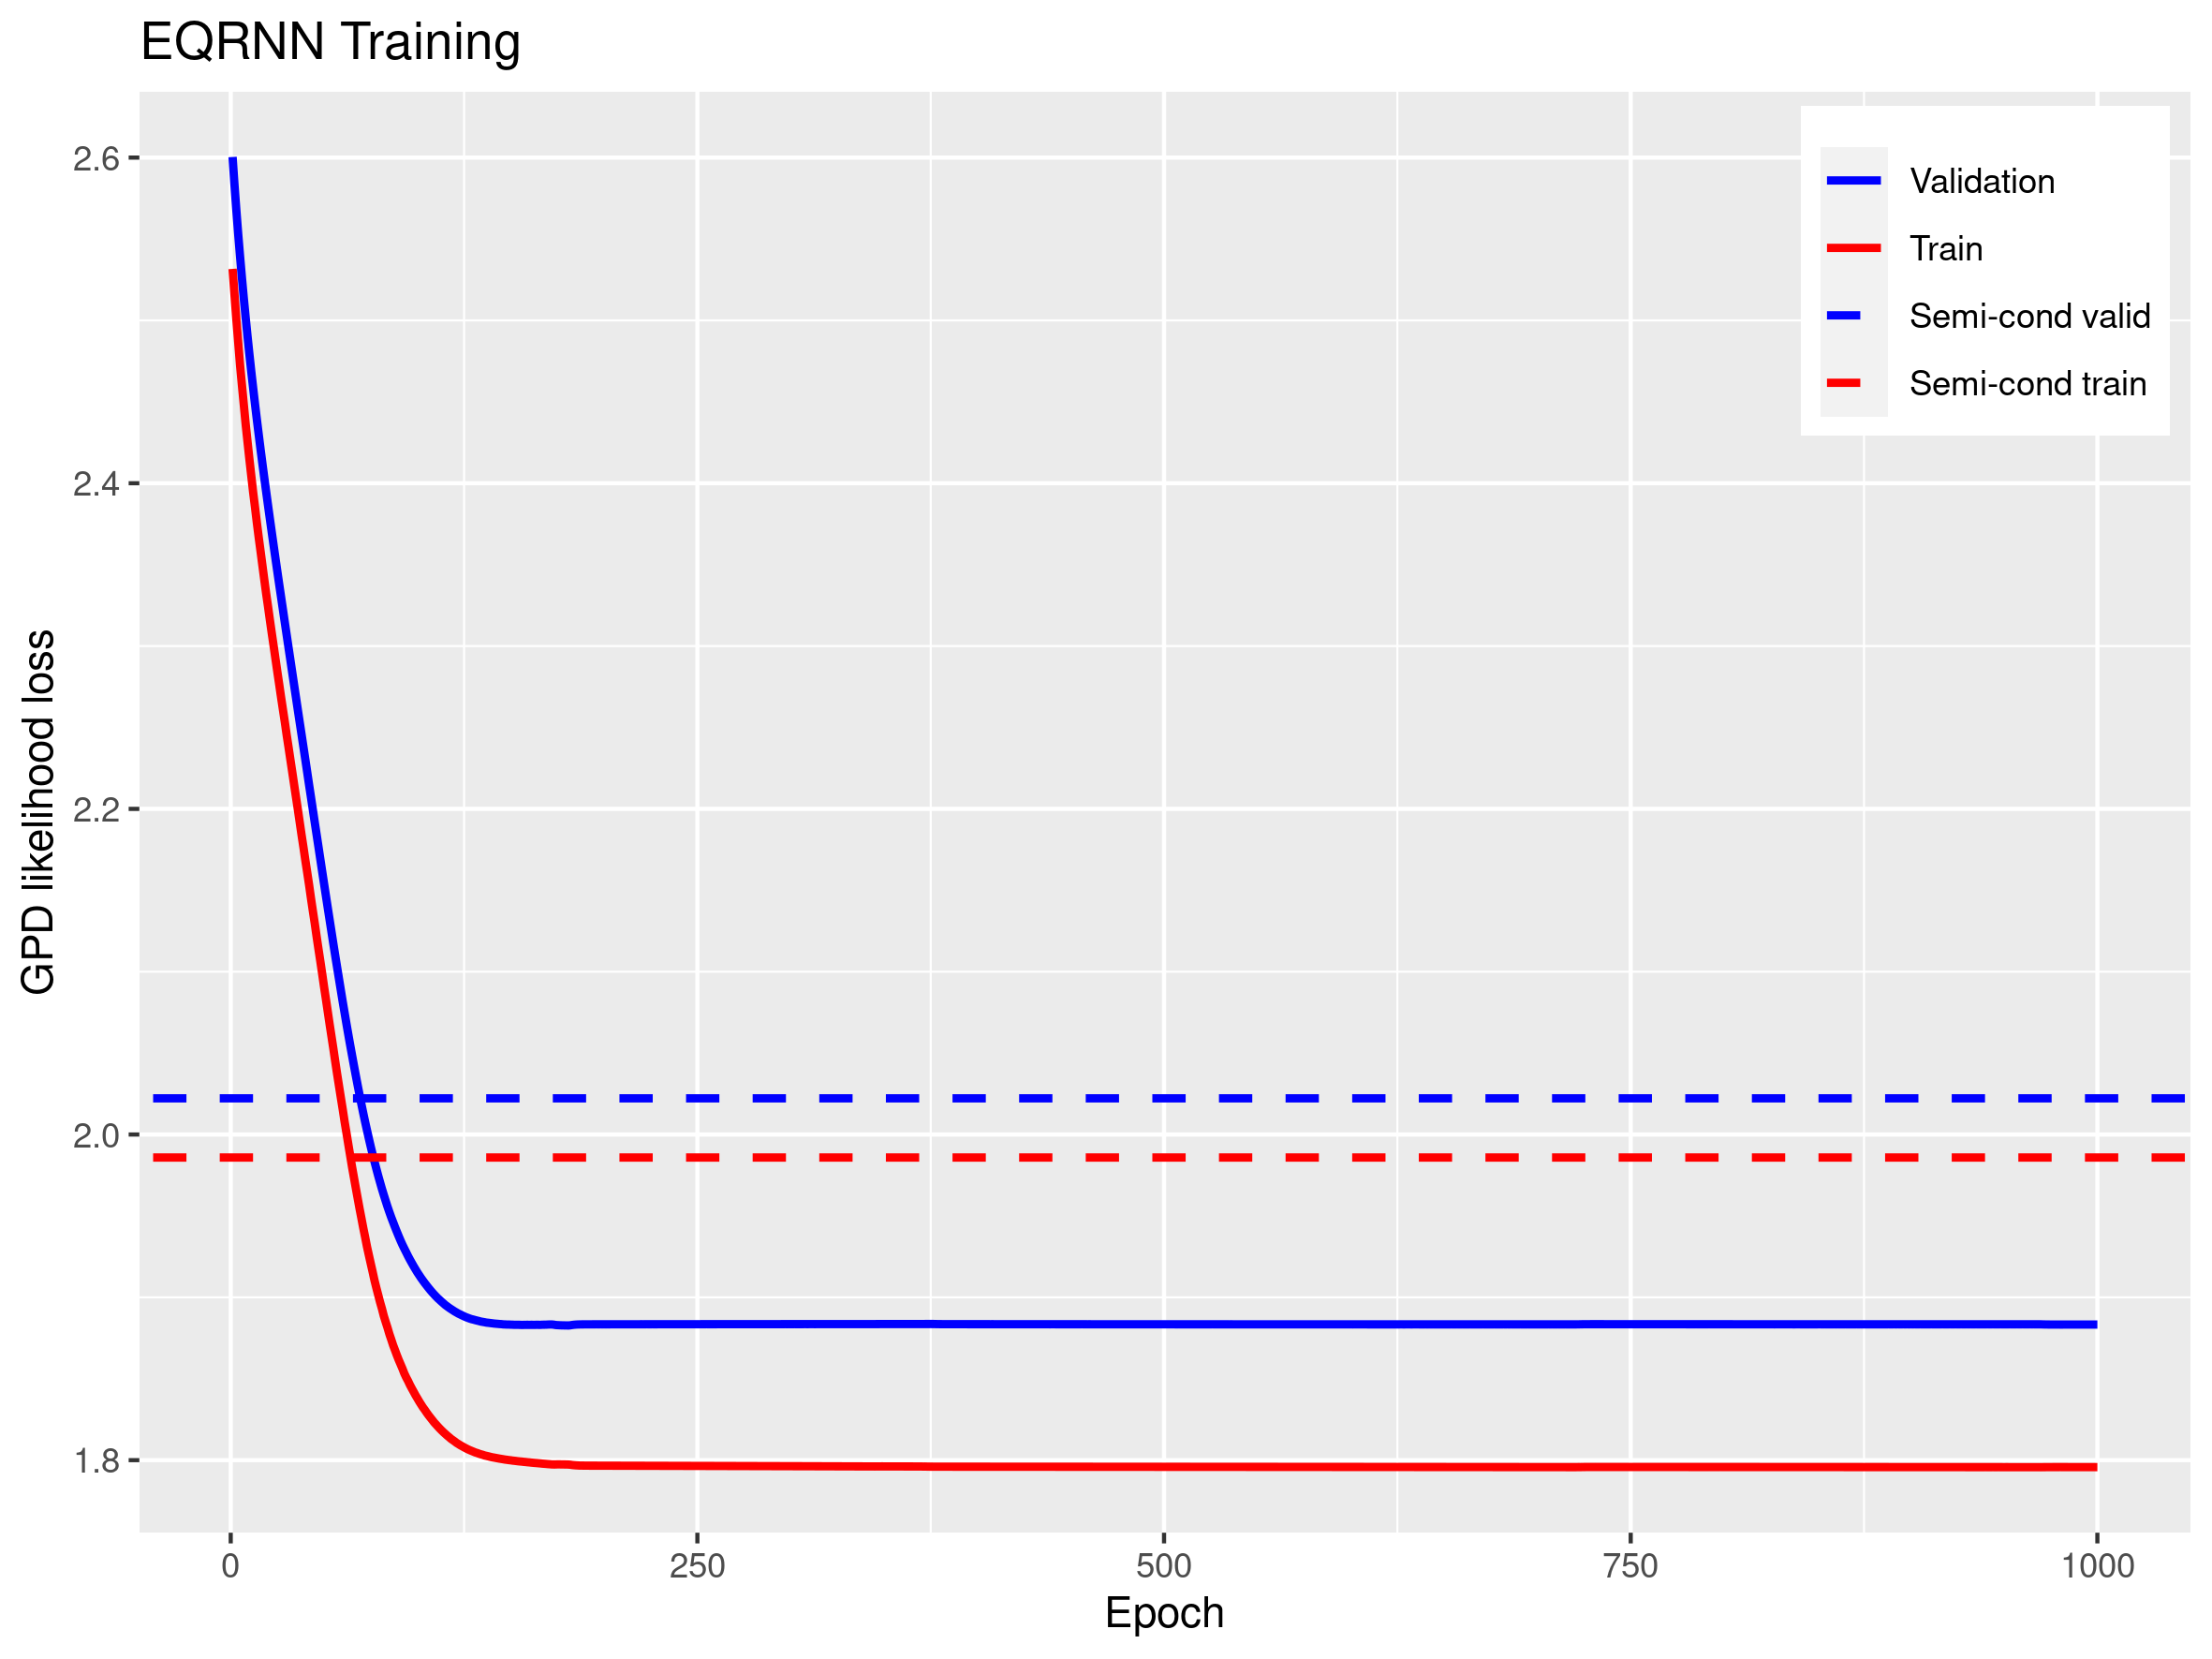 EQRNN Training
GPD likelihood loss
2.6
2.4
2.2
2.0
1.8
Validation
Train
Semi-cond valid
Semi-cond train
0
250
500
750
1000
Epoch